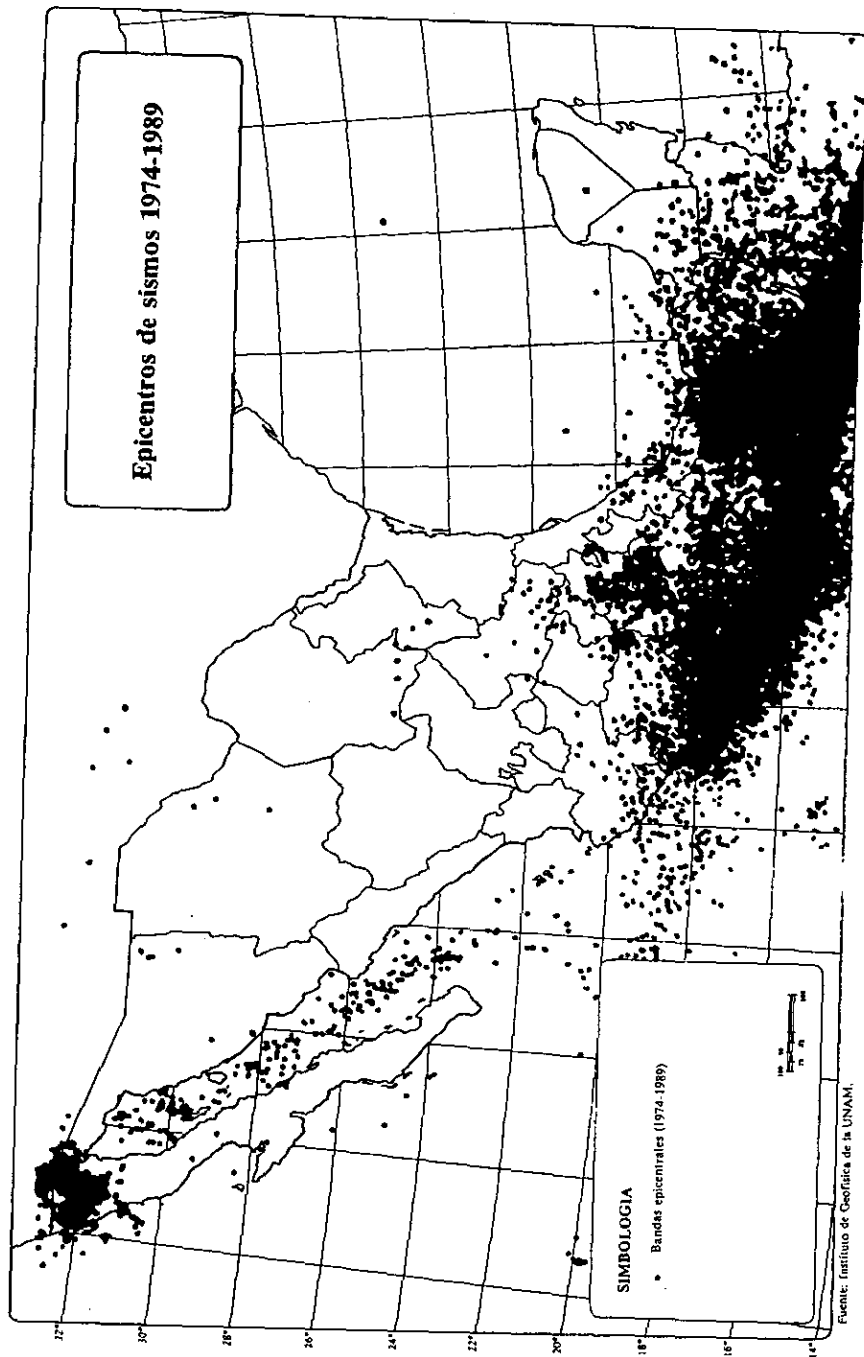 Epicentros de sismos 1974-1989
32°
30°
28°
26°
24°
22°
20°
18°
16°
14°
SIMBOLOGIA
• Bandas epicentrales (1974-1989)
Fuente: Instituto de Geofísica de la UNAM.